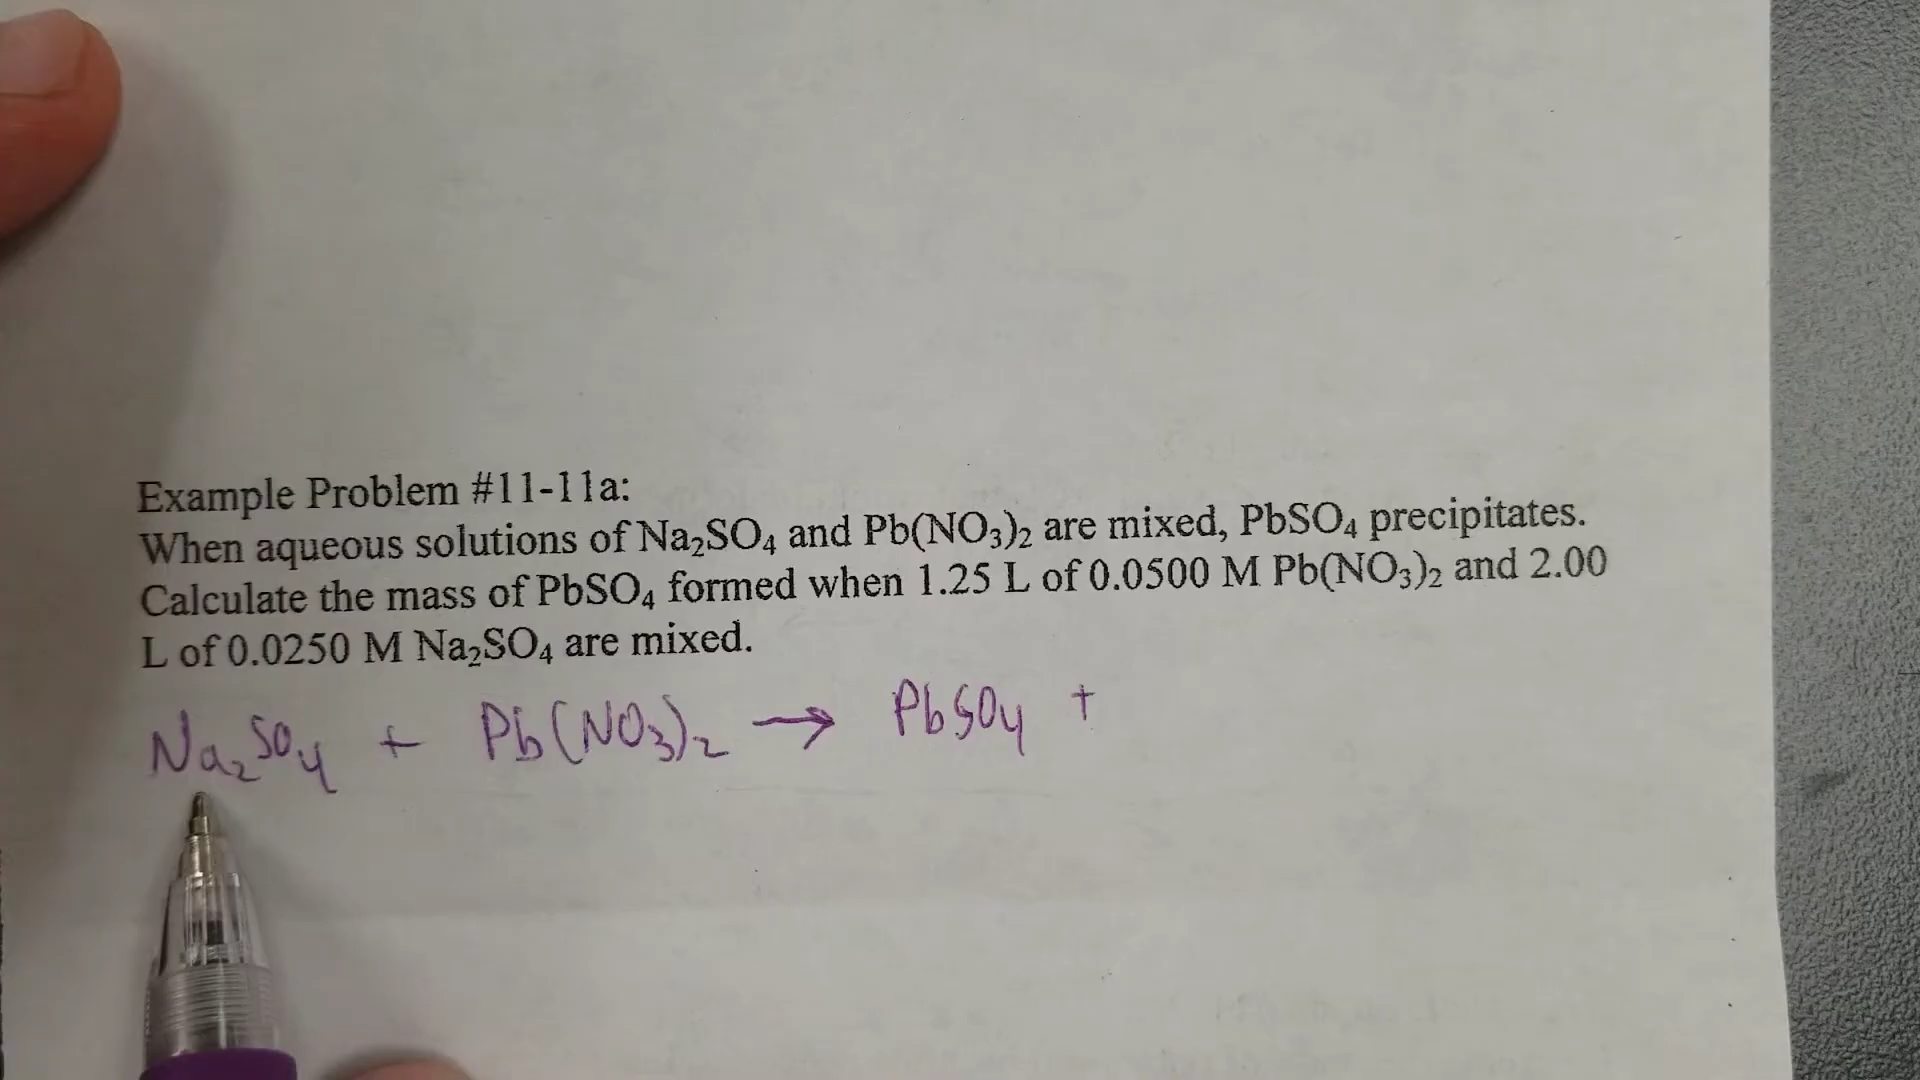 Example Problem #11-11a:
When aqueous solutions of Na₂SO₄ and Pb(NO₃)₂ are mixed, PbSO₄ precipitates.
Calculate the mass of PbSO₄ formed when 1.25 L of 0.0500 M Pb(NO₃)₂ and 2.00
L of 0.0250 M Na₂SO₄ are mixed.
Na₂SO₄ + Pb(NO₃)₂ → PbSO₄ +